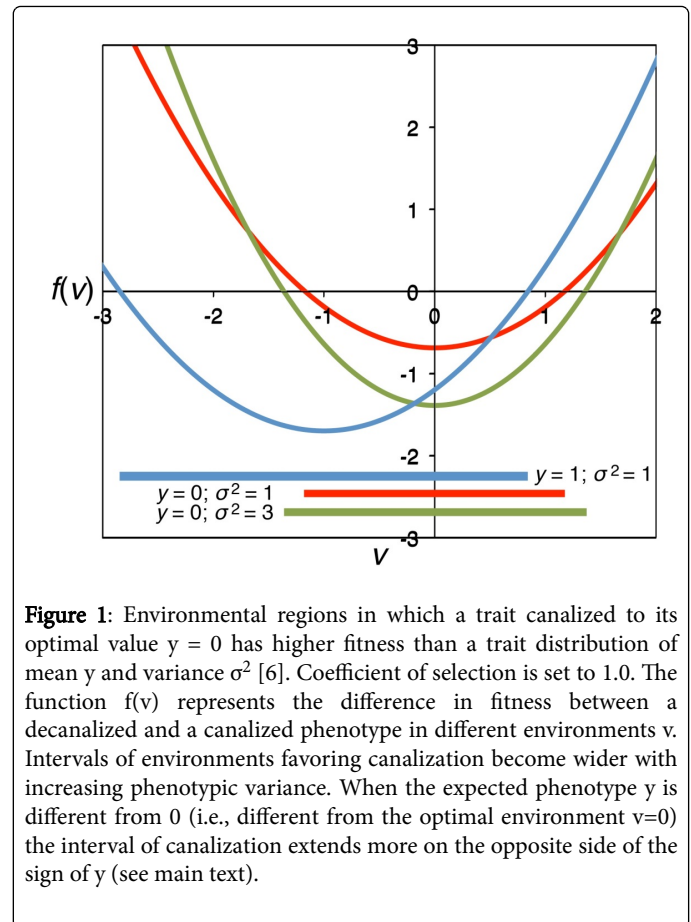 3
2
1
f(v)
0
-3 -2 -1 0 1 2
-1
-2
y = 1; σ² = 1
y = 0; σ² = 1
y = 0; σ² = 3
-3
v
Figure 1: Environmental regions in which a trait canalized to its
optimal value y = 0 has higher fitness than a trait distribution of
mean y and variance σ² [6]. Coefficient of selection is set to 1.0. The
function f(v) represents the difference in fitness between a
decanalized and a canalized phenotype in different environments v.
Intervals of environments favoring canalization become wider with
increasing phenotypic variance. When the expected phenotype y is
different from 0 (i.e., different from the optimal environment v=0)
the interval of canalization extends more on the opposite side of the
sign of y (see main text).